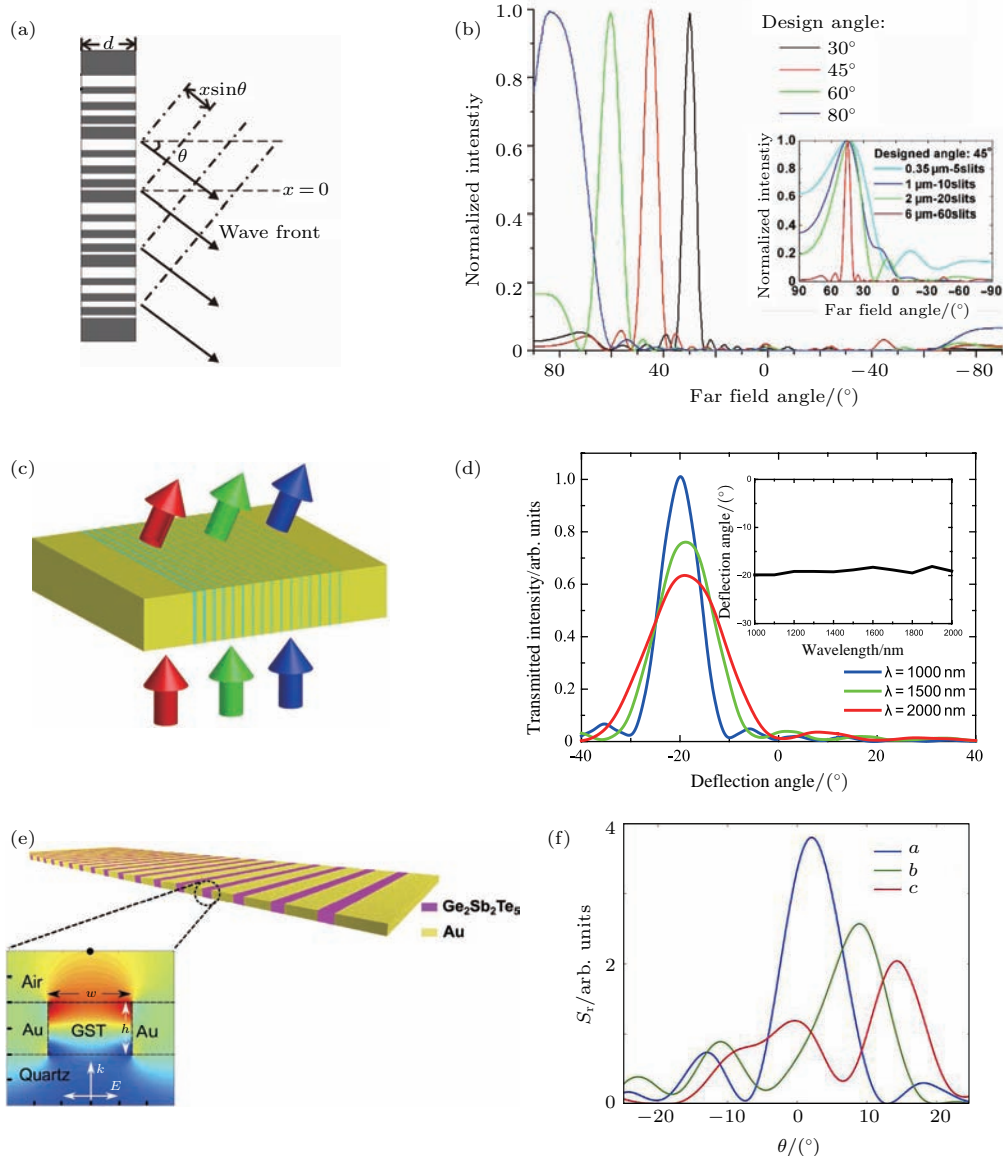 (a)
d
x sinθ
θ
x = 0
Wave front
(b)
Normalized intenstiy
1.0
0.8
0.6
0.4
0.2
0
80
40
0
−40
−80
Far field angle/(°)
Design angle:
30°
45°
60°
80°
Normalized intenstiy
1.0
0.8
0.6
0.4
0.2
0
Designed angle: 45°
0.35 μm-5slits
1 μm-10slits
2 μm-20slits
6 μm-60slits
90 60 30 0 -30 -60 -90
Far field angle/(°)
(c)
(d)
Transmitted intensity/arb. units
1.0
0.8
0.6
0.4
0.2
0
-40
-20
0
20
40
Deflection angle/(°)
Deflection angle/(°)
0
-10
-20
-30
1000 1200 1400 1600 1800 2000
Wavelength/nm
λ = 1000 nm
λ = 1500 nm
λ = 2000 nm
(e)
Ge₂Sb₂Te₅
Au
Air
w
Au
GST
h
Au
Quartz
k
E
(f)
Sᵣ/arb. units
4
2
0
−20
−10
0
10
20
θ/(°)
a
b
c